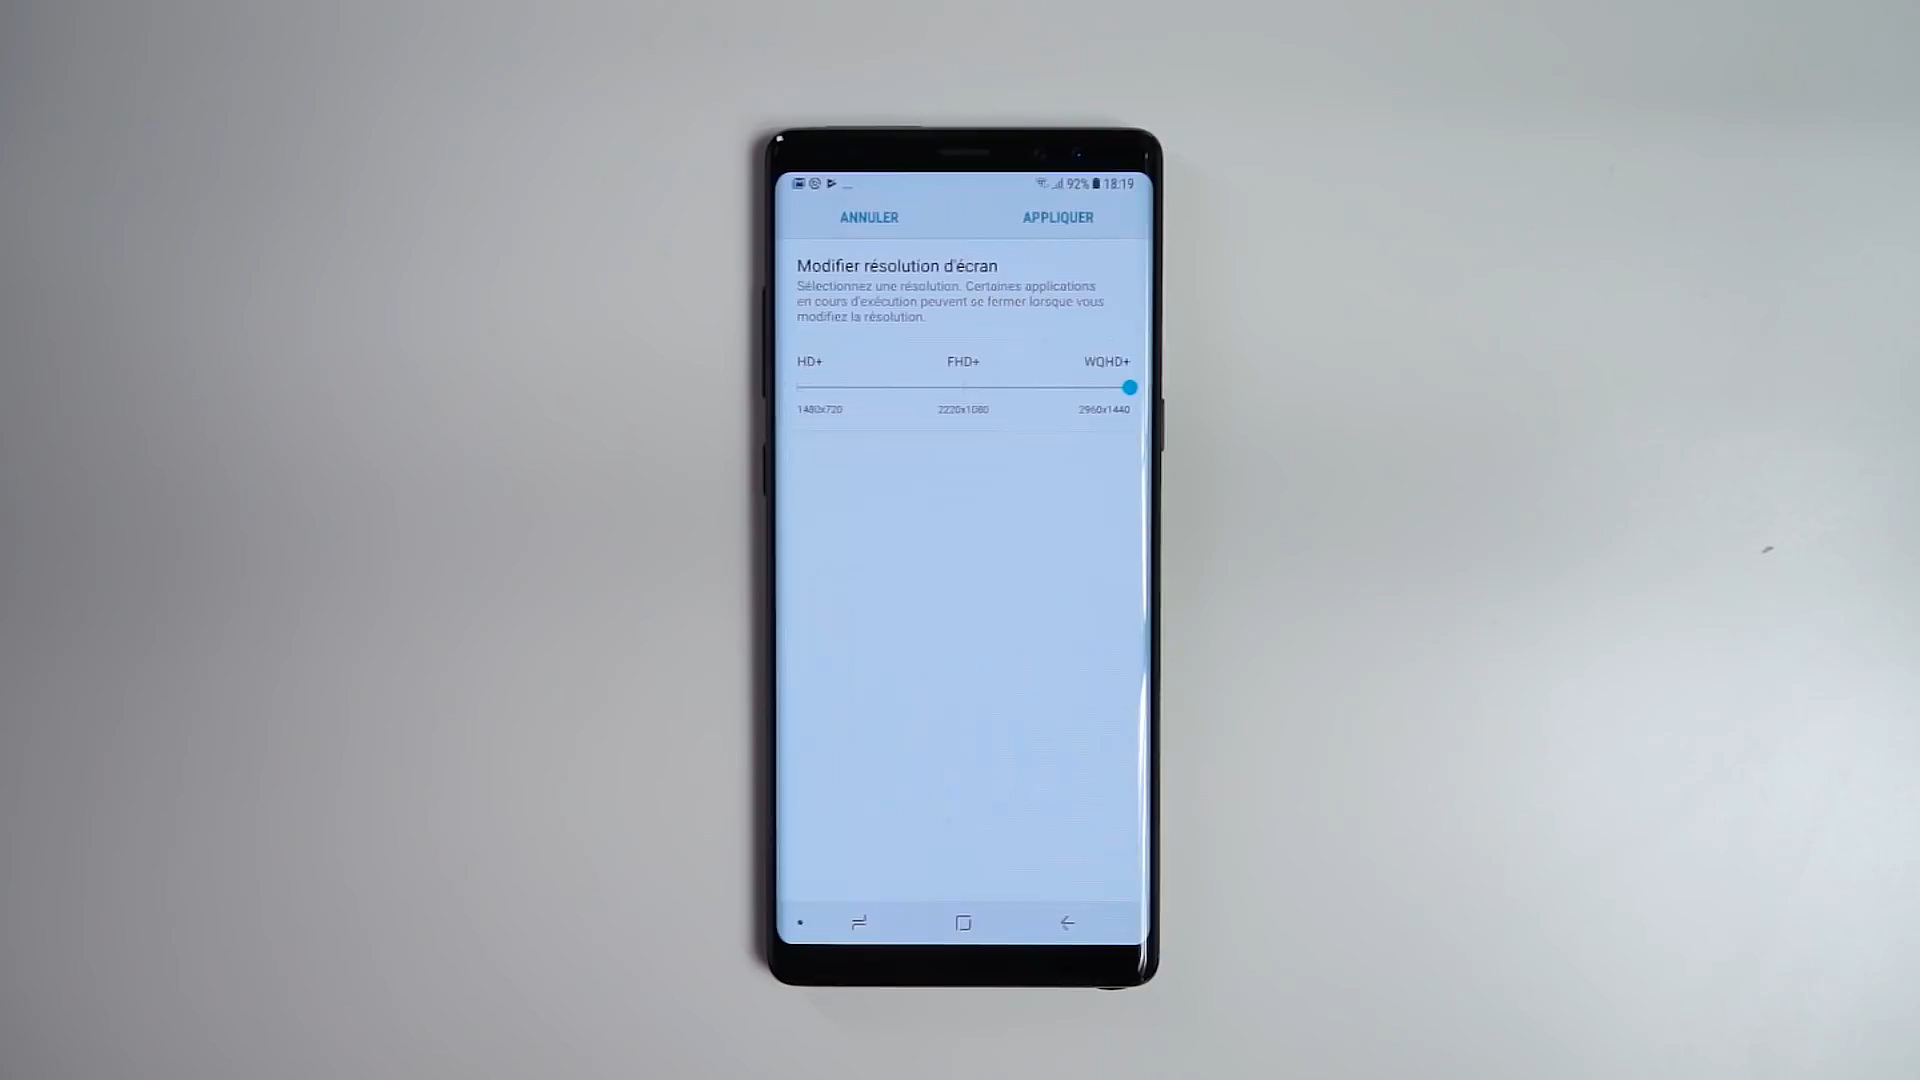 92% 18:19
ANNULER APPLIQUER
Modifier résolution d'écran
Sélectionnez une résolution. Certaines applications
en cours d'exécution peuvent se fermer lorsque vous
modifiez la résolution.
HD+ FHD+ WQHD+
1480x720 2220x1080 2960x1440